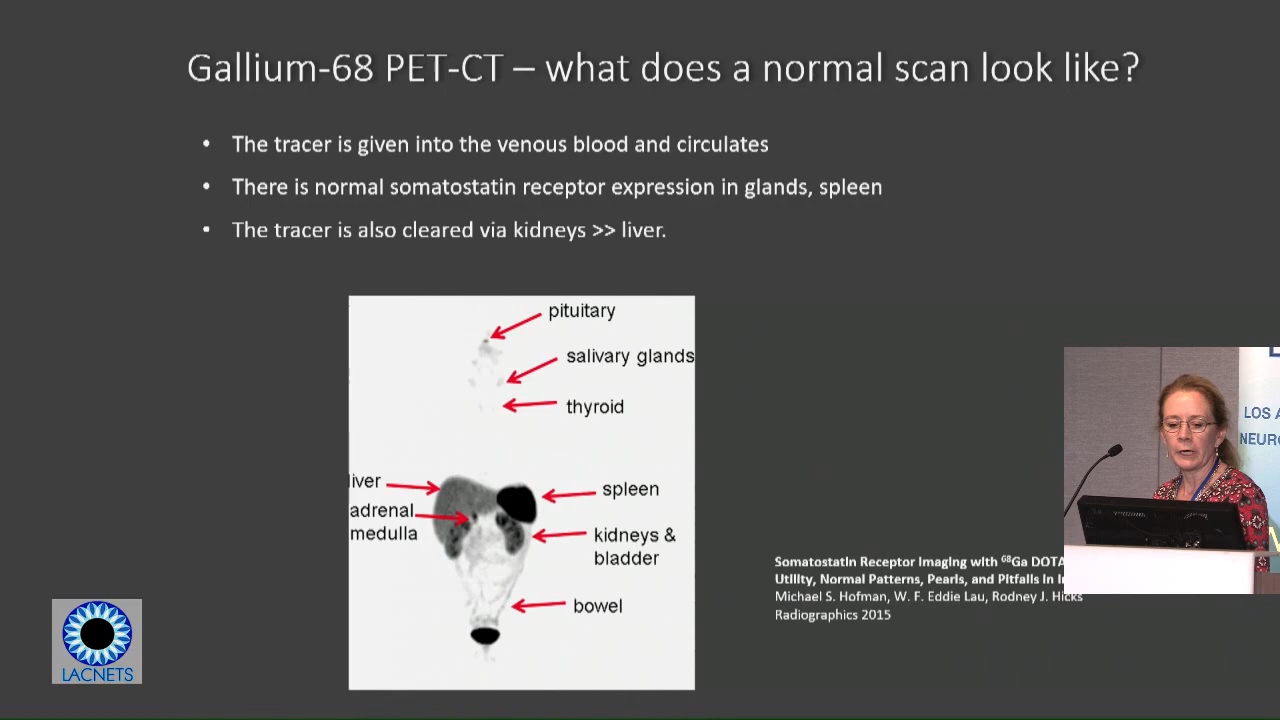 Gallium-68 PET-CT – what does a normal scan look like?
• The tracer is given into the venous blood and circulates
• There is normal somatostatin receptor expression in glands, spleen
• The tracer is also cleared via kidneys >> liver.
pituitary
salivary glands
thyroid
liver
adrenal
medulla
spleen
kidneys &
bladder
bowel
Somatostatin Receptor Imaging with ⁶⁸Ga DOTA
Utility, Normal Patterns, Pearls, and Pitfalls in
Michael S. Hofman, W. F. Eddie Lau, Rodney J. Hicks
Radiographics 2015
LOS A
NEURO
LACNETS